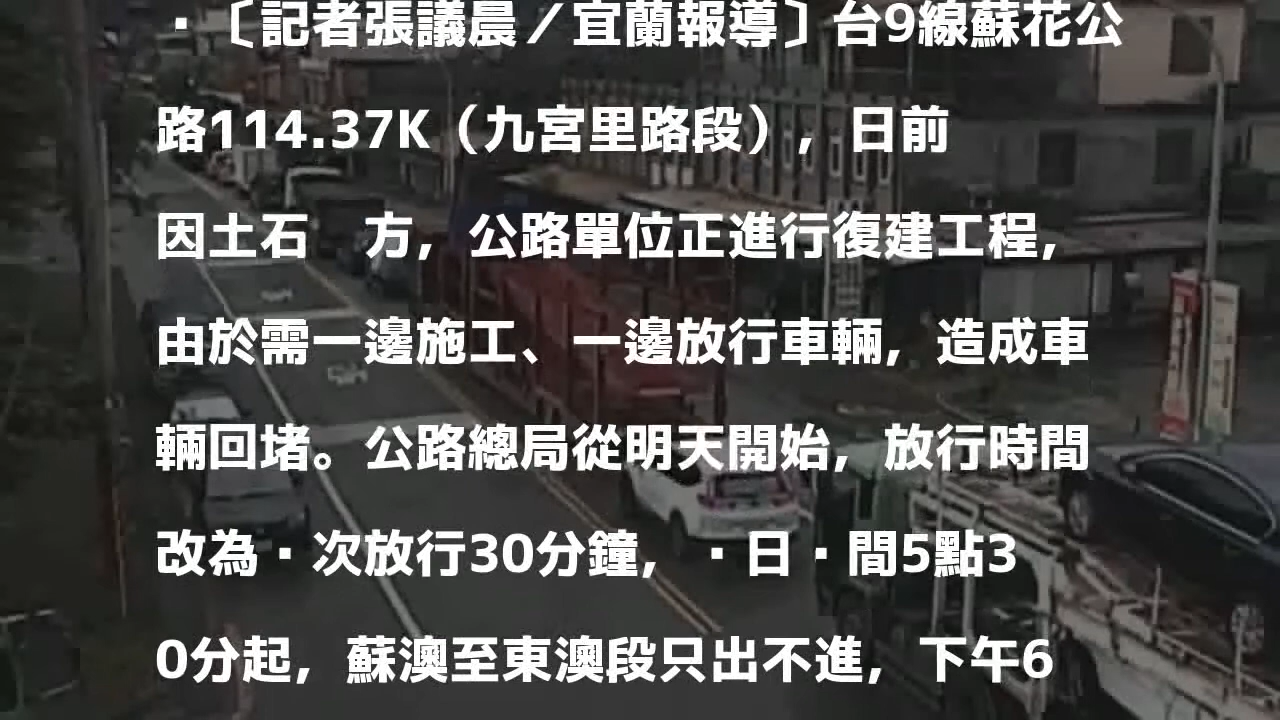 ·〔記者張議晨／宜蘭報導〕台9線蘇花公
路114.37K（九宮里路段），日前
因土石　方，公路單位正進行復建工程，
由於需一邊施工、一邊放行車輛，造成車
輛回堵。公路總局從明天開始，放行時間
改為·次放行30分鐘，·日·間5點3
0分起，蘇澳至東澳段只出不進，下午6